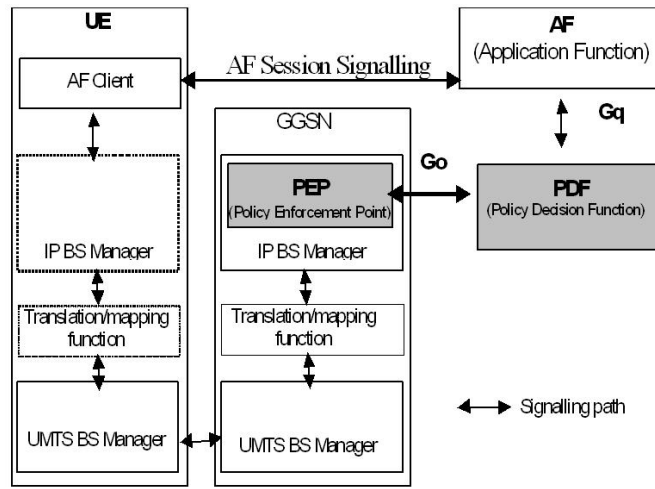 UE
AF Client
IP BS Manager
Translation/mapping
function
UMTS BS Manager
AF Session Signalling
GGSN
PEP
(Policy Enforcement Point)
IP BS Manager
Translation/mapping
function
UMTS BS Manager
Go
AF
(Application Function)
Gq
PDF
(Policy Decision Function)
Signalling path